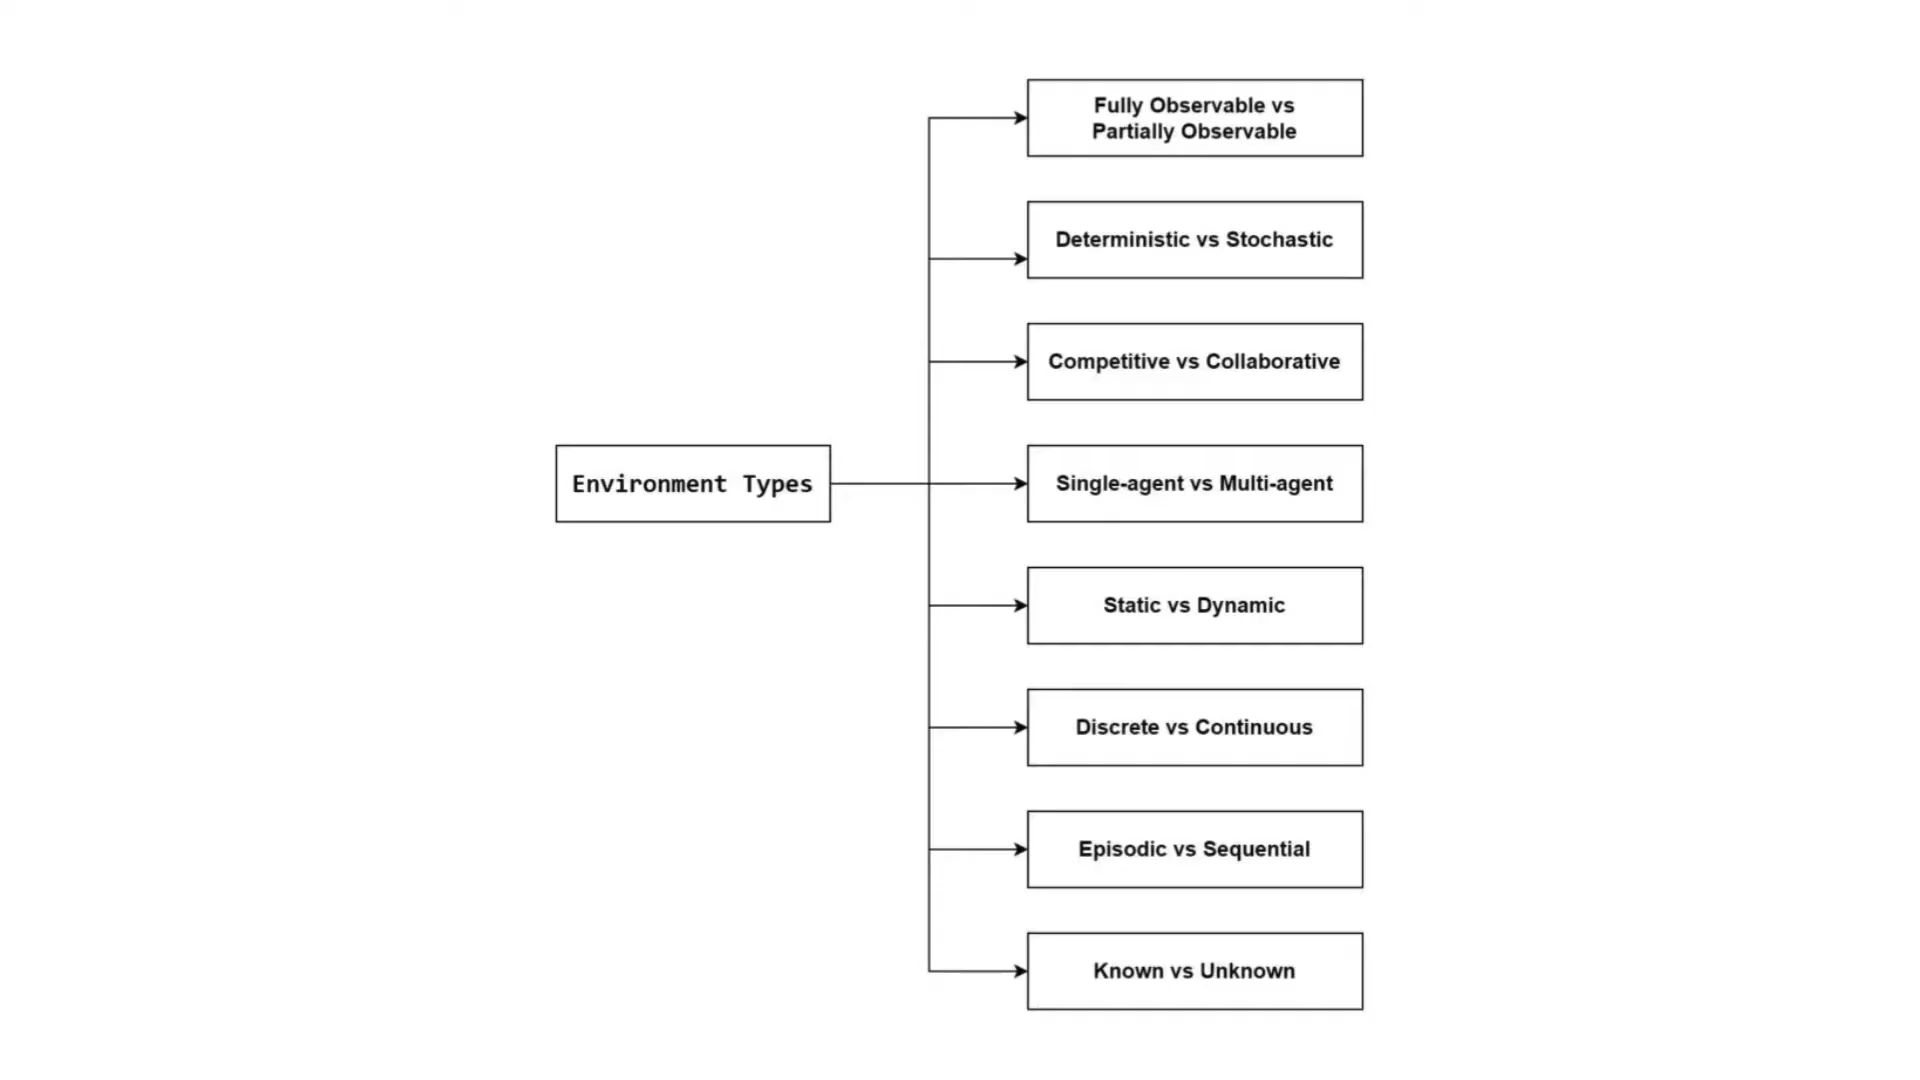 Fully Observable vs
Partially Observable
Deterministic vs Stochastic
Competitive vs Collaborative
Environment Types
Single-agent vs Multi-agent
Static vs Dynamic
Discrete vs Continuous
Episodic vs Sequential
Known vs Unknown